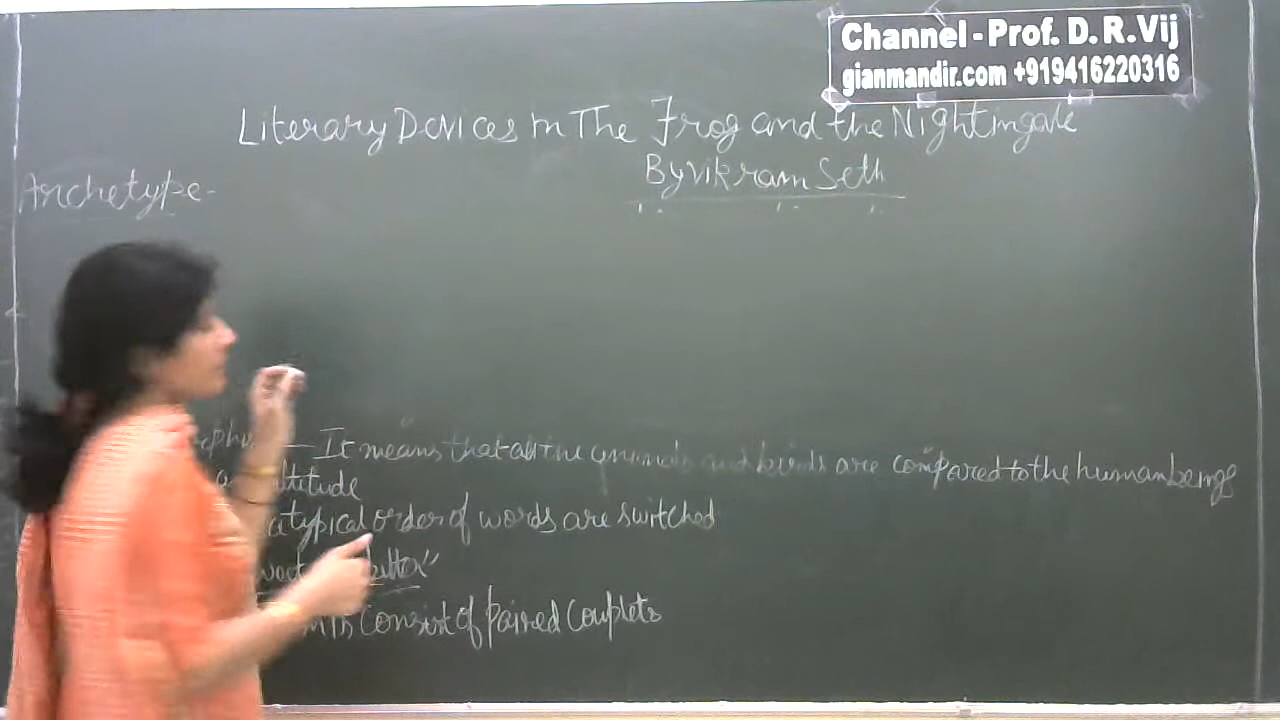 Channel - Prof. D. R. Vij
gianmandir.com +919416220316
Literary Devices In The Frog and the Nightingale
By Vikram Seth
Archetype-
— It means that all the animals and birds are compared to the human beings
typical order of words are switched
consist of paired couplets